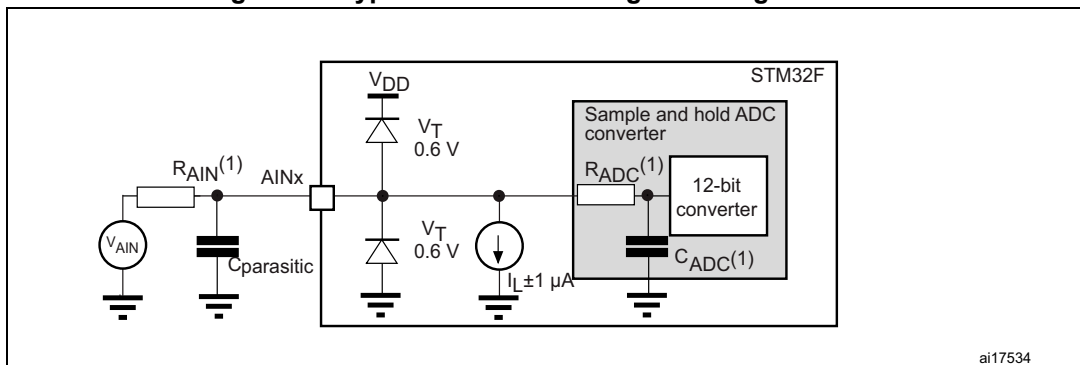 STM32F
VDD
Sample and hold ADC
converter
VT
0.6 V
RAIN(1)
AINx
RADC(1)
12-bit
converter
VAIN
Cparasitic
VT
0.6 V
IL±1 µA
CADC(1)
ai17534